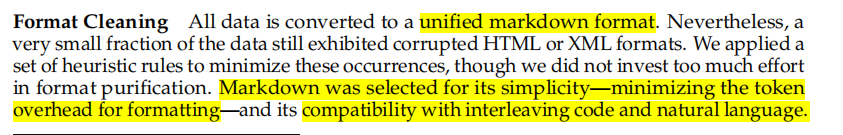 Format Cleaning All data is converted to a unified markdown format. Nevertheless, a
very small fraction of the data still exhibited corrupted HTML or XML formats. We applied a
set of heuristic rules to minimize these occurrences, though we did not invest too much effort
in format purification. Markdown was selected for its simplicity—minimizing the token
overhead for formatting—and its compatibility with interleaving code and natural language.